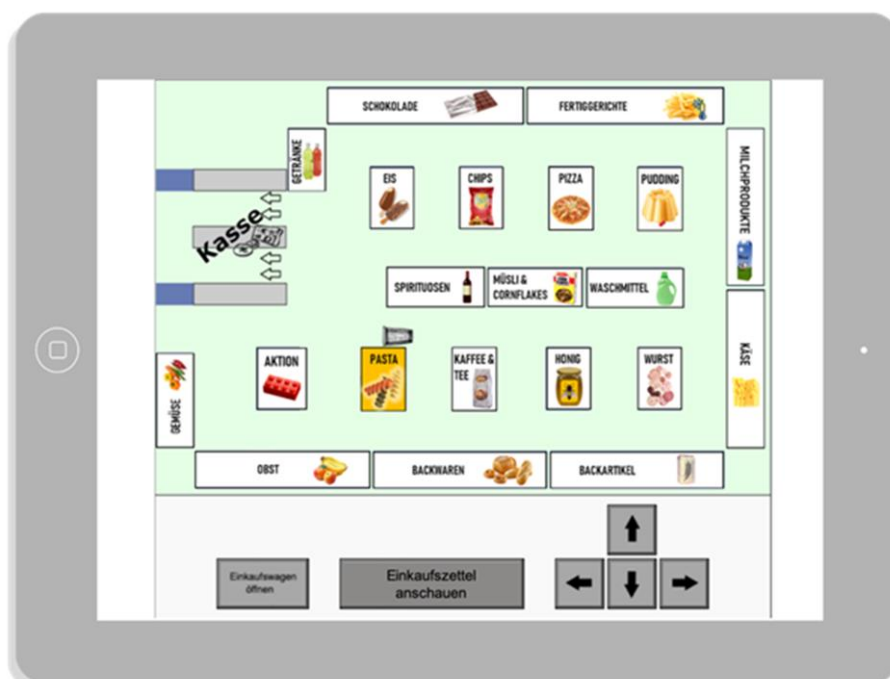 SCHOKOLADE
FERTIGGERICHTE
GETRÄNKE
MILCHPRODUKTE
EIS
CHIPS
PIZZA
PUDDING
Kasse
SPIRITUOSEN
MÜSLI &
CORNFLAKES
WASCHMITTEL
KÄSE
GEMÜSE
AKTION
PASTA
KAFFEE &
TEE
HONIG
WURST
OBST
BACKWAREN
BACKARTIKEL
Einkaufswagen
öffnen
Einkaufszettel
anschauen